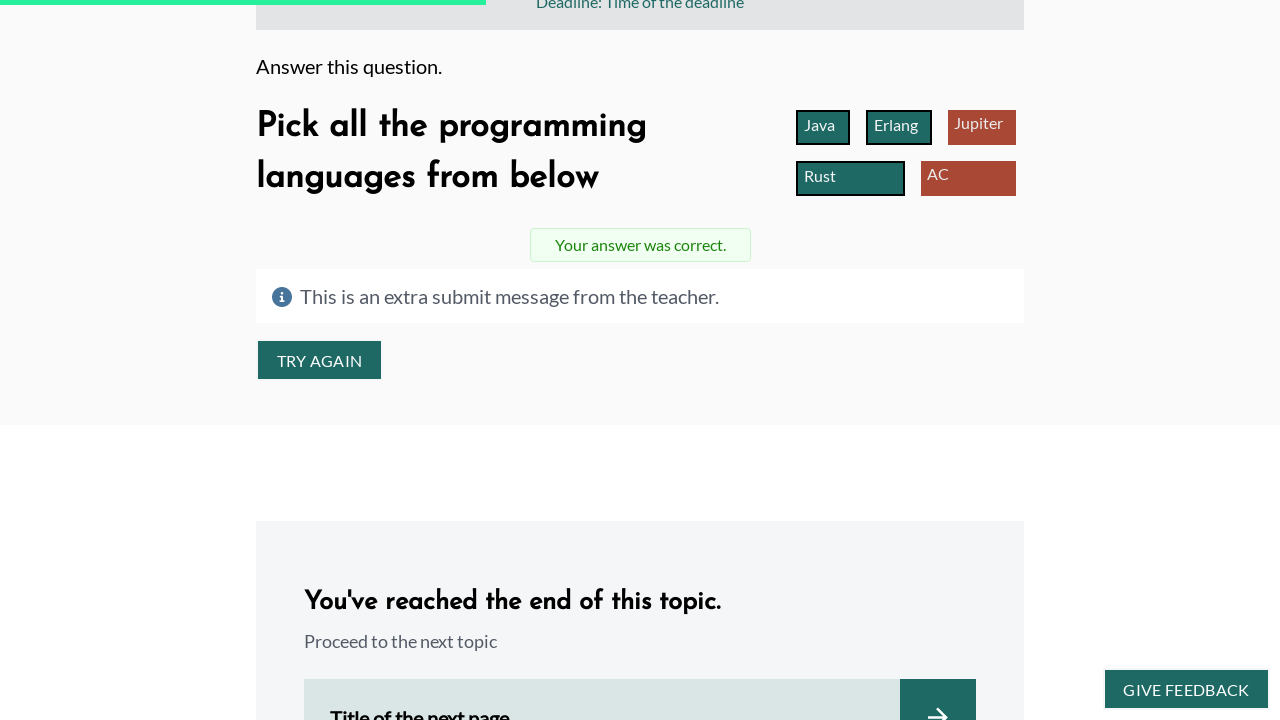 Deadline: Time of the deadline
Answer this question.
Pick all the programming
languages from below
Java
Erlang
Jupiter
Rust
AC
Your answer was correct.
This is an extra submit message from the teacher.
TRY AGAIN
You've reached the end of this topic.
Proceed to the next topic
Title of the next page
GIVE FEEDBACK